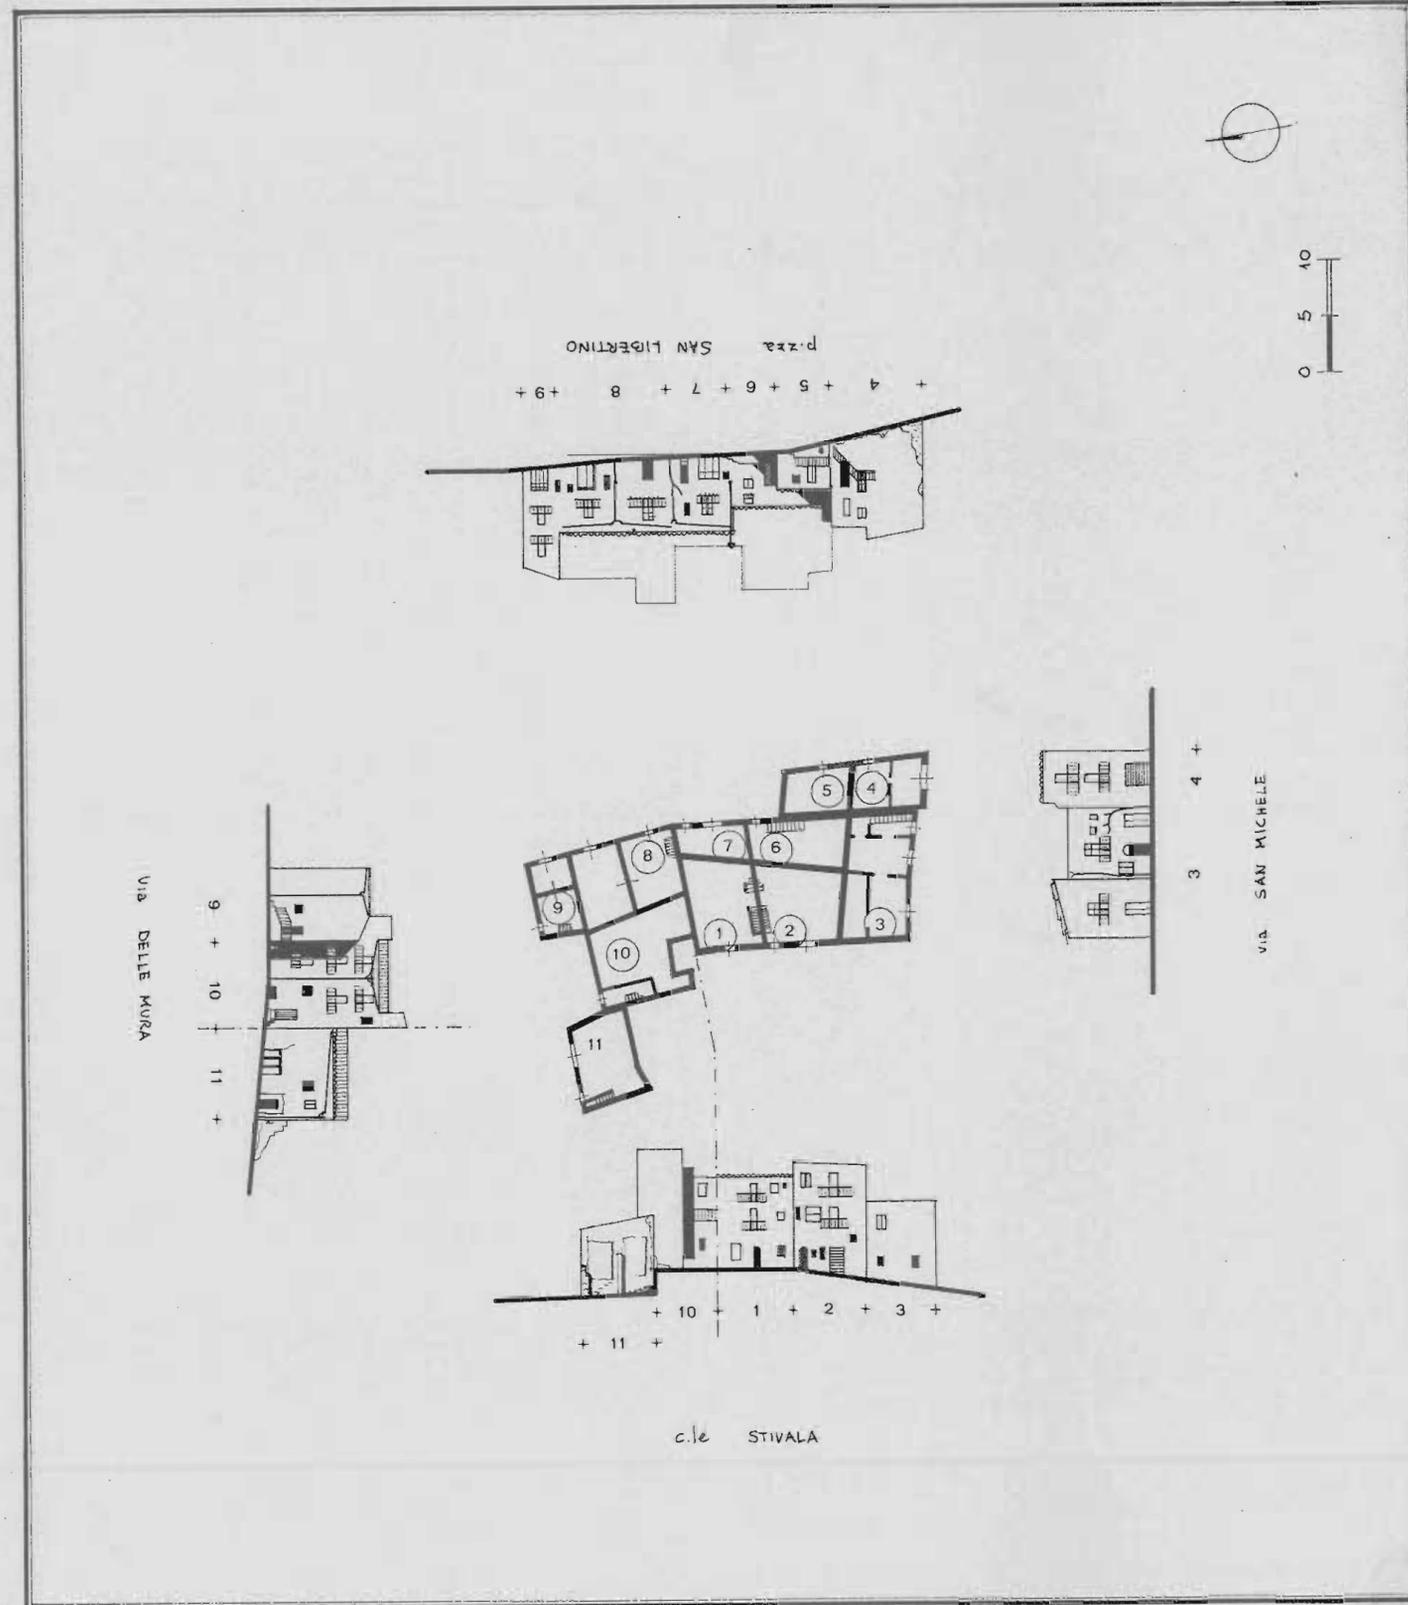 10
5
0
p.zza SAN LIBERTINO
+ 9 + 8 + 7 + 6 + 5 + 4 +
+ 4 3
via SAN MICHELE
5 4
8 7 6
9 1 2 3
10
11
via DELLE MURA
9 + 10 + 11 +
+ 10 + 1 + 2 + 3 +
+ 11 +
c.le STIVALA